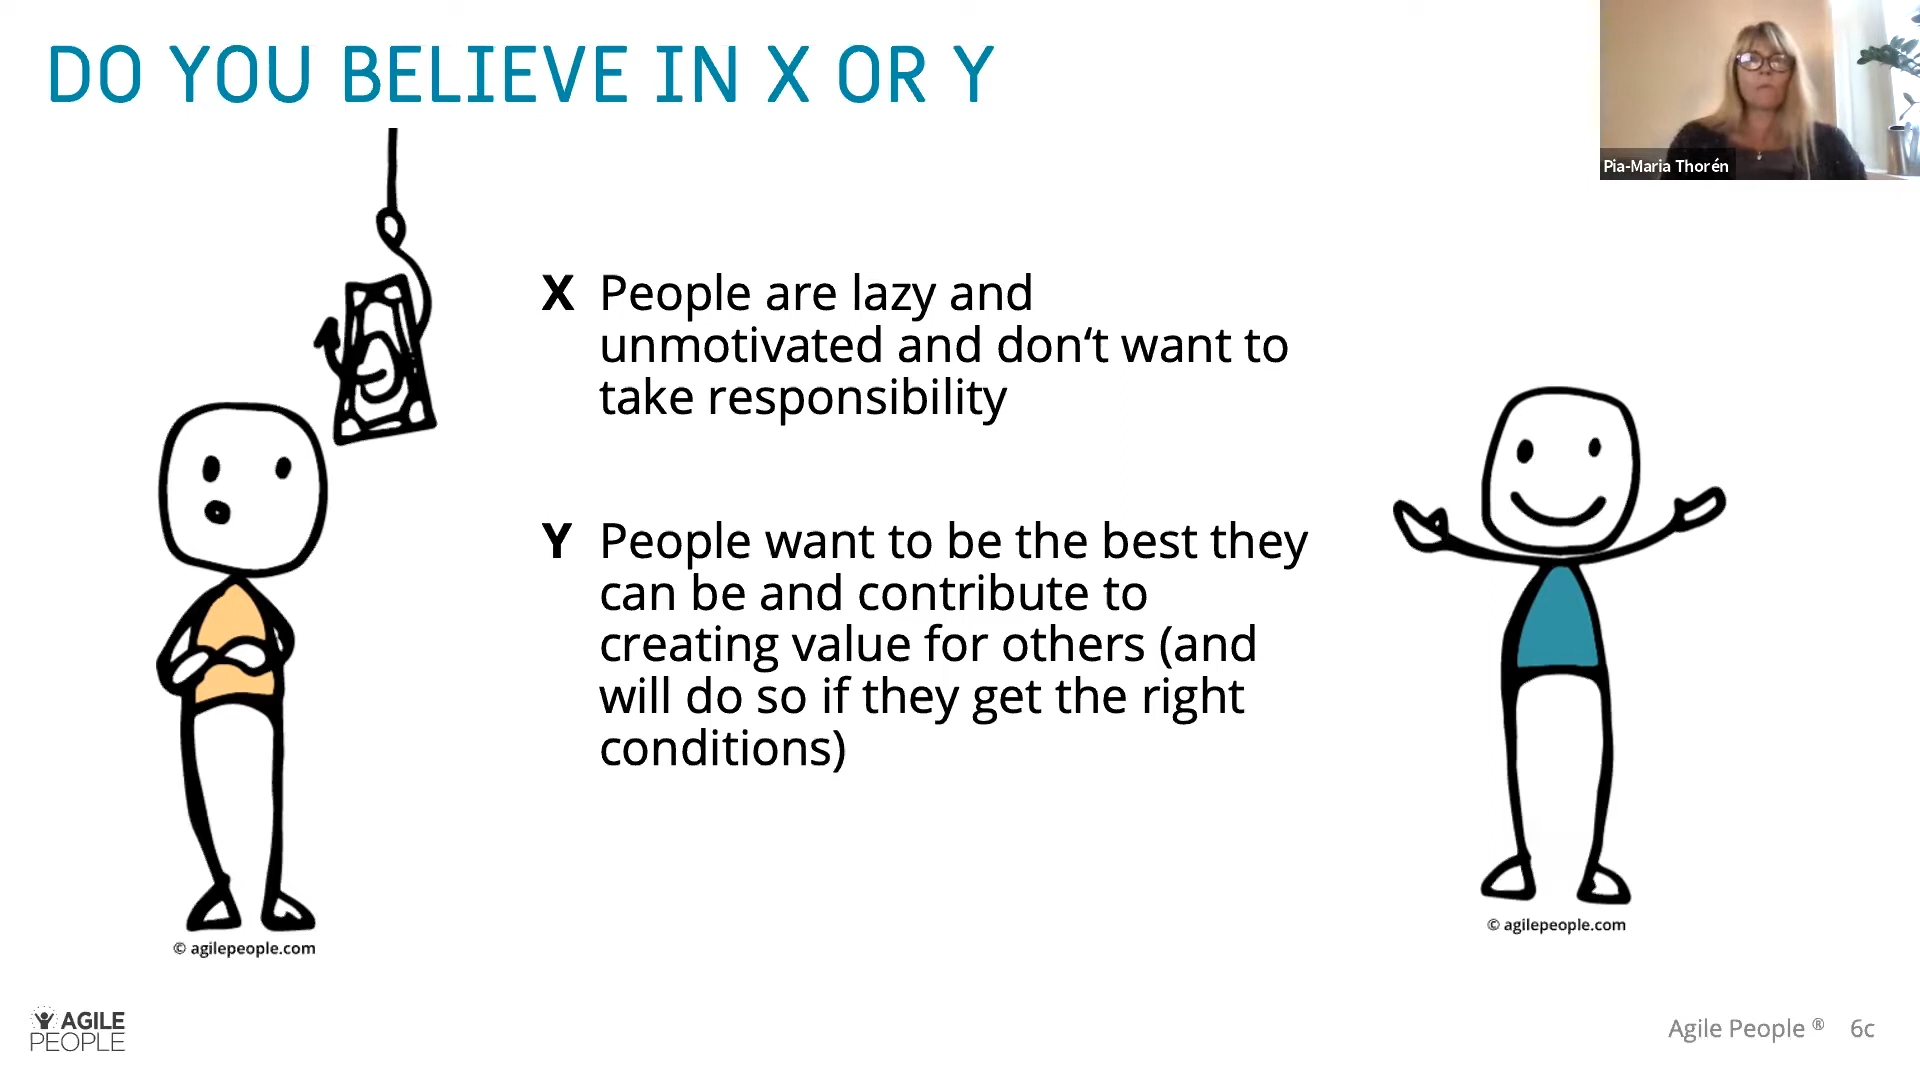 DO YOU BELIEVE IN X OR Y
Pia-Maria Thorén
X People are lazy and
unmotivated and don‘t want to
take responsibility
Y People want to be the best they
can be and contribute to
creating value for others (and
will do so if they get the right
conditions)
© agilepeople.com
© agilepeople.com
AGILE
PEOPLE
Agile People ® 6c